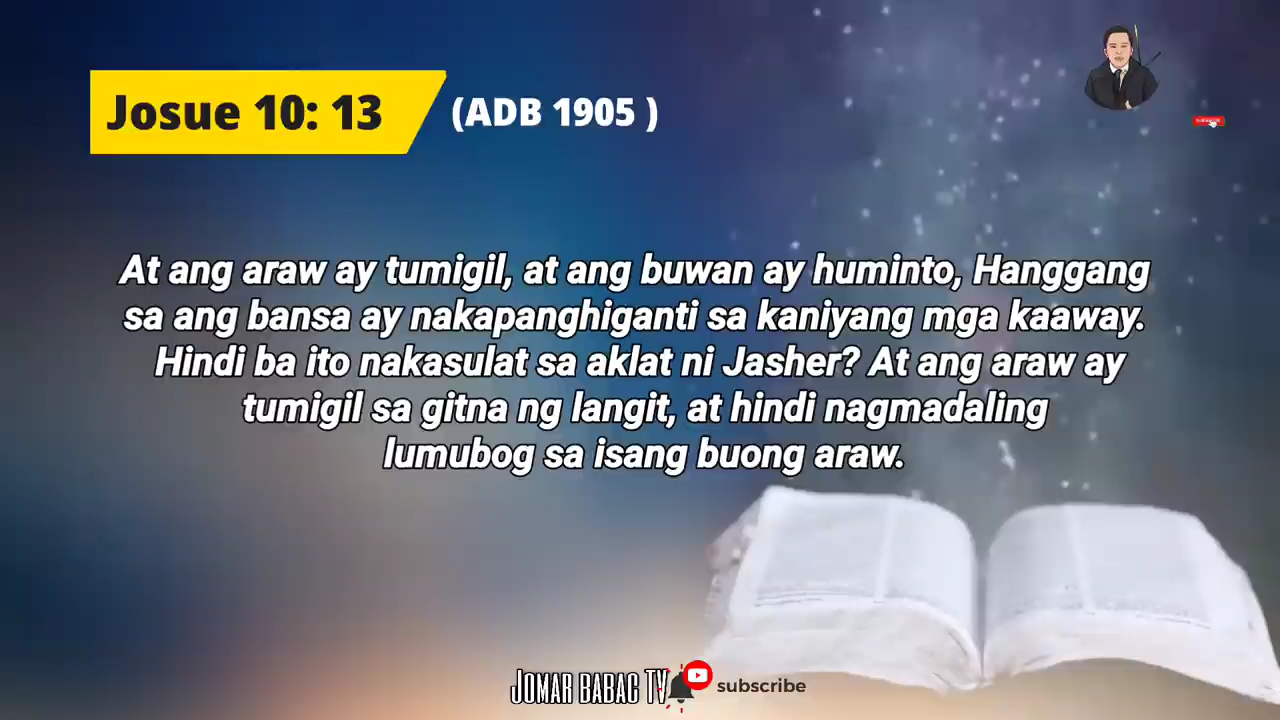 Josue 10: 13
(ADB 1905 )
At ang araw ay tumigil, at ang buwan ay huminto, Hanggang
sa ang bansa ay nakapanghiganti sa kaniyang mga kaaway.
Hindi ba ito nakasulat sa aklat ni Jasher? At ang araw ay
tumigil sa gitna ng langit, at hindi nagmadaling
lumubog sa isang buong araw.
JOMAR BABAC TV
subscribe